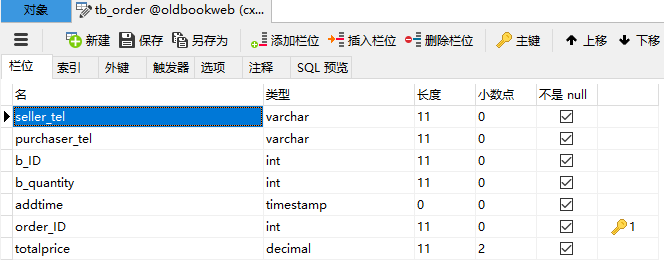 对象 tb_order @oldbookweb (cx...
新建 保存 另存为 添加栏位 插入栏位 删除栏位 主键 上移 下移
栏位 索引 外键 触发器 选项 注释 SQL 预览
名 类型 长度 小数点 不是 null
seller_tel varchar 11 0
purchaser_tel varchar 11 0
b_ID int 11 0
b_quantity int 11 0
addtime timestamp 0 0
order_ID int 11 0 1
totalprice decimal 11 2